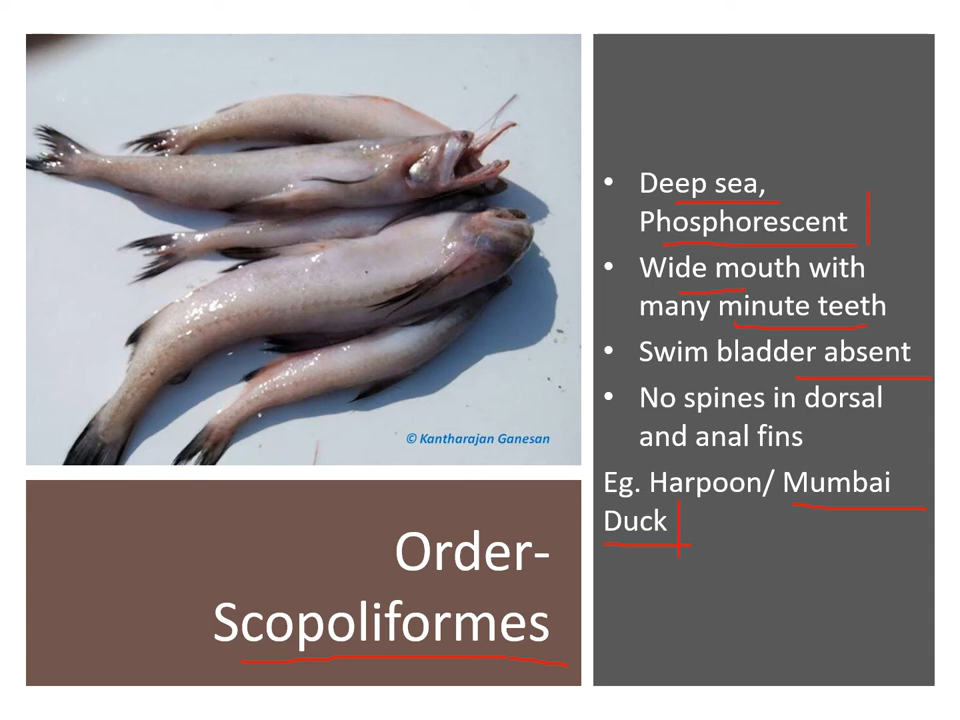 © Kantharajan Ganesan
Order-
Scopoliformes
• Deep sea,
Phosphorescent
• Wide mouth with
many minute teeth
• Swim bladder absent
• No spines in dorsal
and anal fins
Eg. Harpoon/ Mumbai
Duck